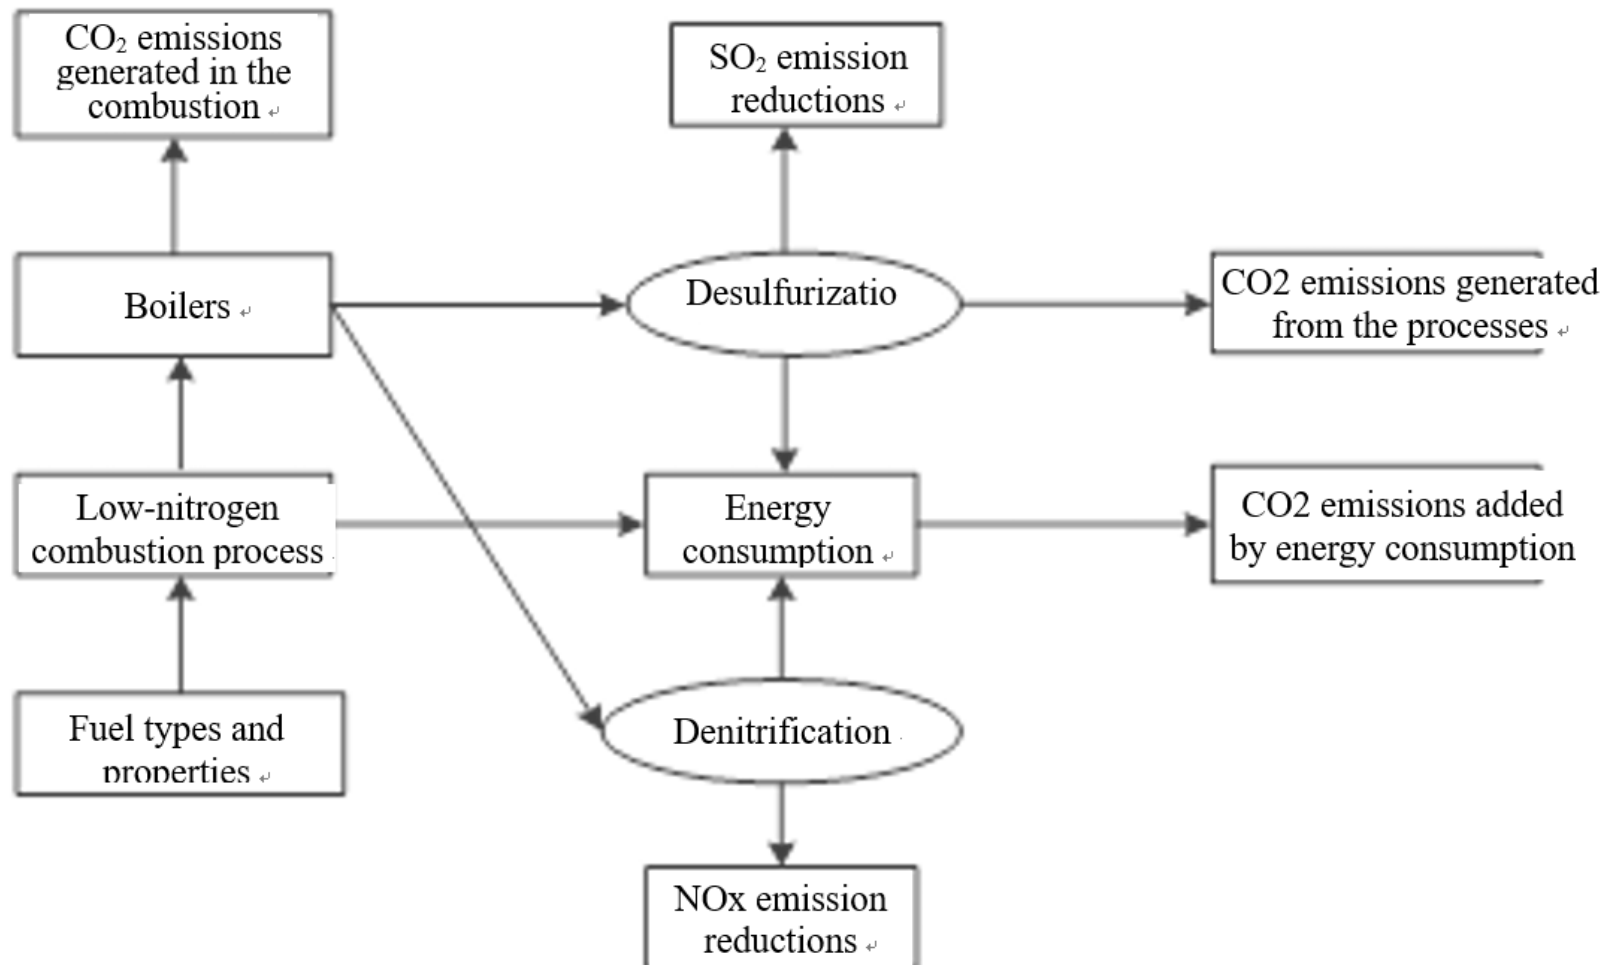 CO₂ emissions
generated in the
combustion
SO₂ emission
reductions
Boilers
Desulfurizatio
CO2 emissions generated
from the processes
Low-nitrogen
combustion process
Energy
consumption
CO2 emissions added
by energy consumption
Fuel types and
properties
Denitrification
NOx emission
reductions